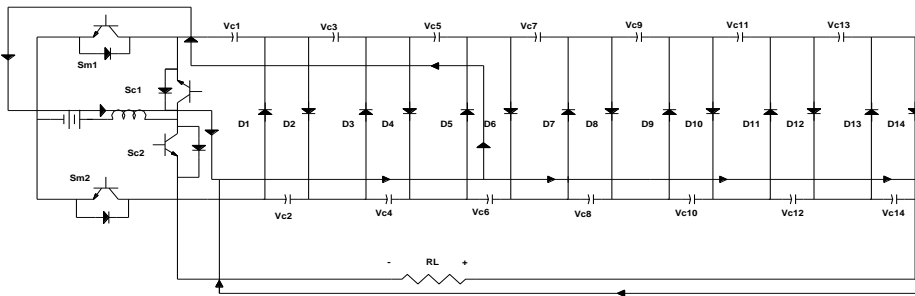 Vc1 Vc3 Vc5 Vc7 Vc9 Vc11 Vc13
Sm1
Sc1
D1 D2 D3 D4 D5 D6 D7 D8 D9 D10 D11 D12 D13 D14
Sc2
Sm2
Vc2 Vc4 Vc6 Vc8 Vc10 Vc12 Vc14
- RL +